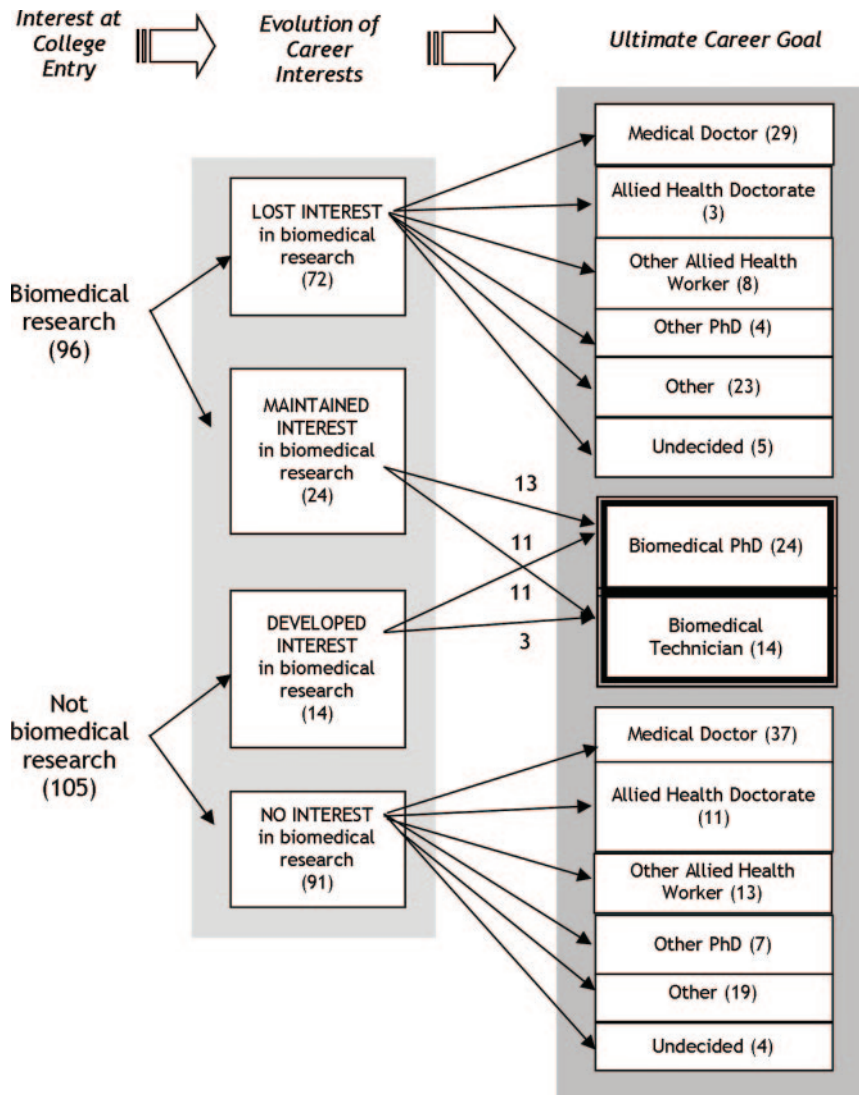 Interest at
College
Entry
Evolution of
Career
Interests
Ultimate Career Goal
Biomedical
research
(96)
Not
biomedical
research
(105)
LOST INTEREST
in biomedical
research
(72)
MAINTAINED
INTEREST
in biomedical
research
(24)
DEVELOPED
INTEREST
in biomedical
research
(14)
NO INTEREST
in biomedical
research
(91)
13
11
11
3
Medical Doctor (29)
Allied Health Doctorate
(3)
Other Allied Health
Worker (8)
Other PhD (4)
Other (23)
Undecided (5)
Biomedical PhD (24)
Biomedical
Technician (14)
Medical Doctor (37)
Allied Health Doctorate
(11)
Other Allied Health
Worker (13)
Other PhD (7)
Other (19)
Undecided (4)